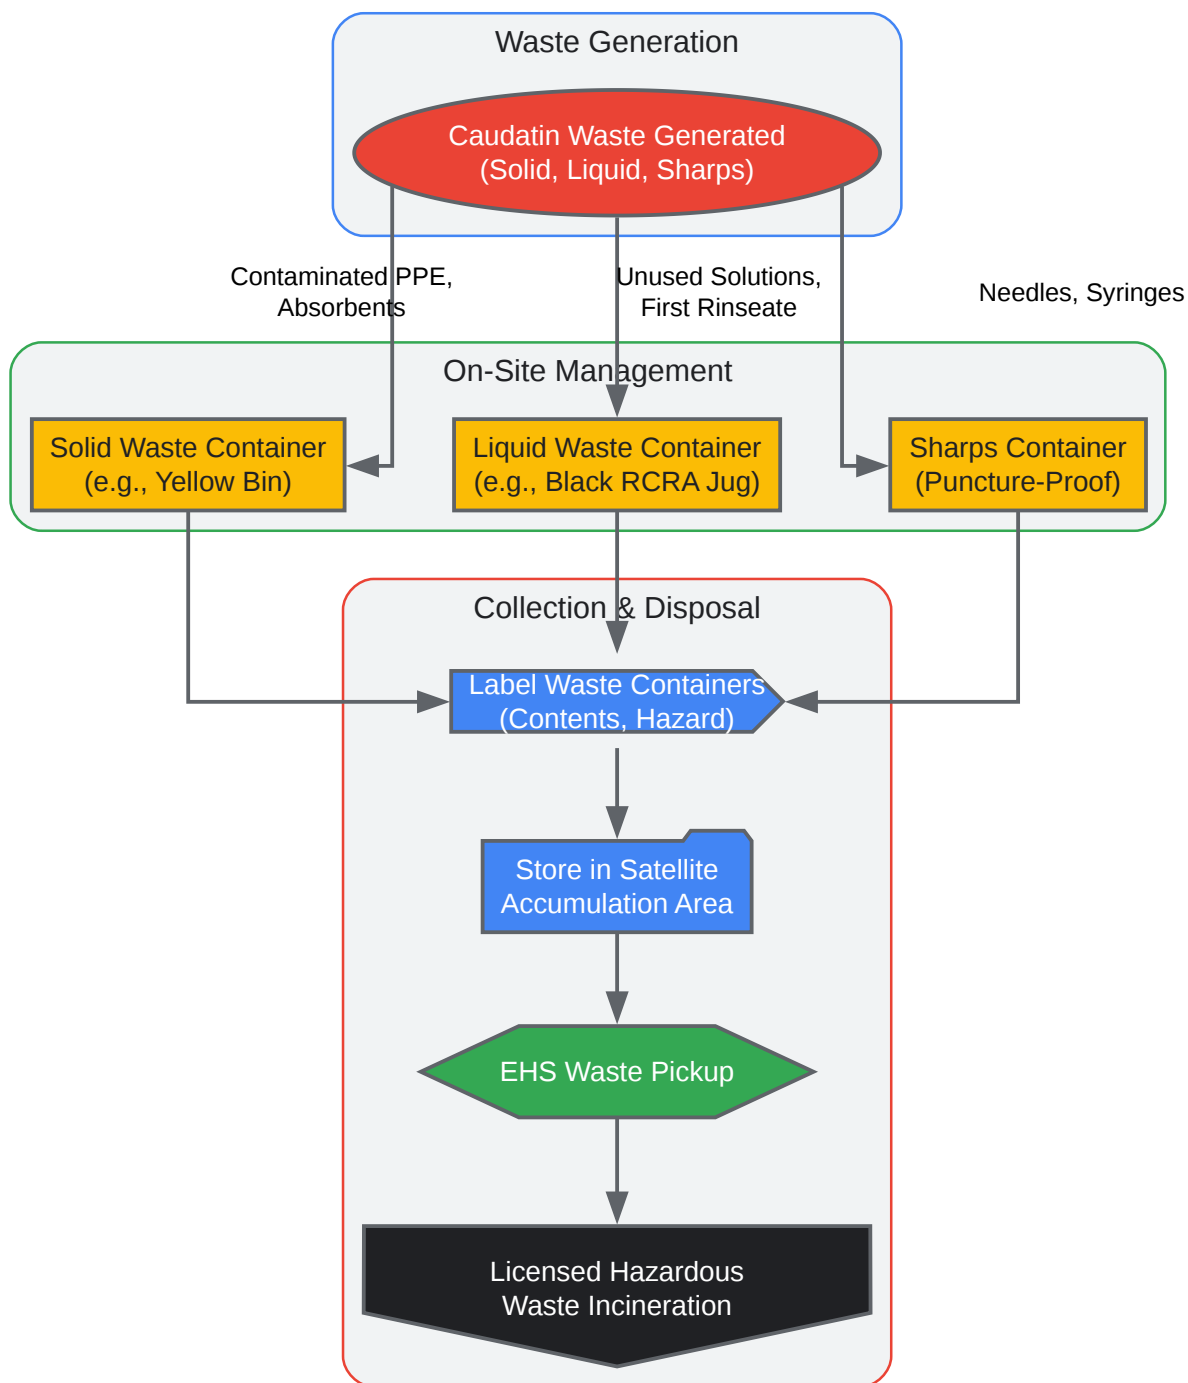 Waste Generation
Caudatin Waste Generated
(Solid, Liquid, Sharps)
Contaminated PPE,
Absorbents
Unused Solutions,
First Rinseate
Needles, Syringes
On-Site Management
Solid Waste Container
(e.g., Yellow Bin)
Liquid Waste Container
(e.g., Black RCRA Jug)
Sharps Container
(Puncture-Proof)
Collection & Disposal
Label Waste Containers
(Contents, Hazard)
Store in Satellite
Accumulation Area
EHS Waste Pickup
Licensed Hazardous
Waste Incineration